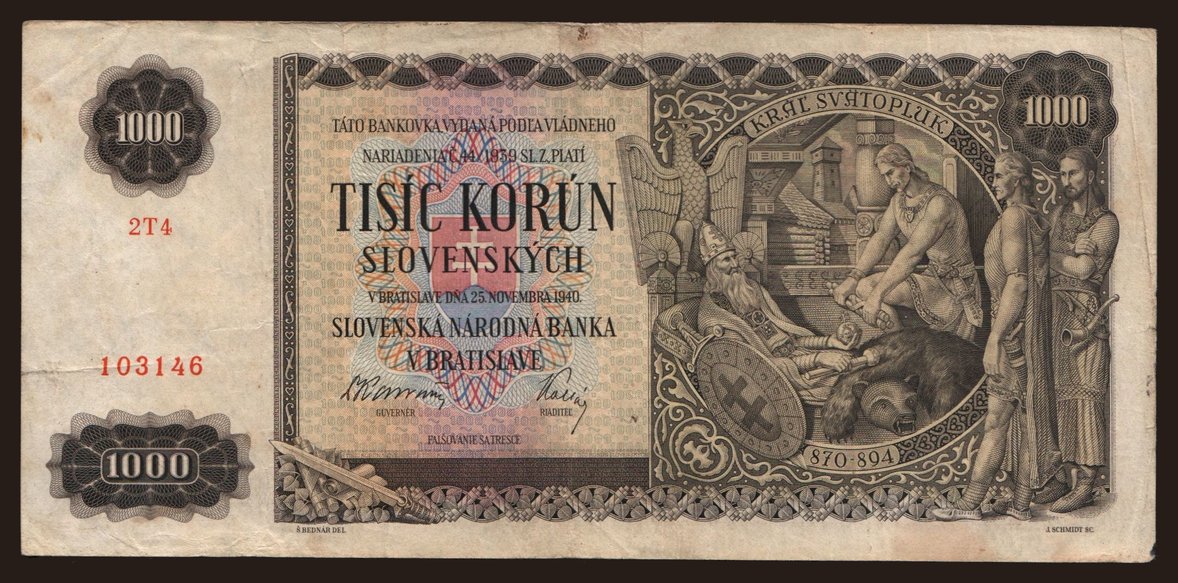 1000
2T4
103146
1000
TÁTO BANKOVKA VYDANÁ PODĽA VLÁDNEHO
NARIADENIA Č. 44/1939 SL. Z. PLATÍ
TISÍC KORÚN
SLOVENSKÝCH
V BRATISLAVE DŇA 25. NOVEMBRA 1940.
SLOVENSKÁ NÁRODNÁ BANKA
V BRATISLAVE
GUVERNÉR RIADITEĽ
FALŠOVANIE SA TRESCE
KRÁĽ SVÄTOPLUK
1000
870-894
Š. BEDNÁR DEL.
J. SCHMIDT SC.